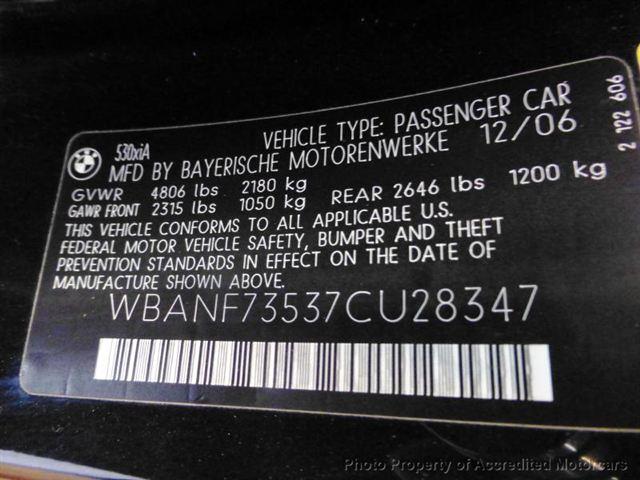 BMW
530xiA
VEHICLE TYPE: PASSENGER CAR
MFD BY BAYERISCHE MOTORENWERKE 12/06
GVWR 4806 lbs 2180 kg
GAWR FRONT 2315 lbs 1050 kg REAR 2646 lbs 1200 kg
THIS VEHICLE CONFORMS TO ALL APPLICABLE U.S.
FEDERAL MOTOR VEHICLE SAFETY, BUMPER AND THEFT
PREVENTION STANDARDS IN EFFECT ON THE DATE OF
MANUFACTURE SHOWN ABOVE.
WBANF73537CU28347
2 122 606
Photo Property of Accredited Motorcars